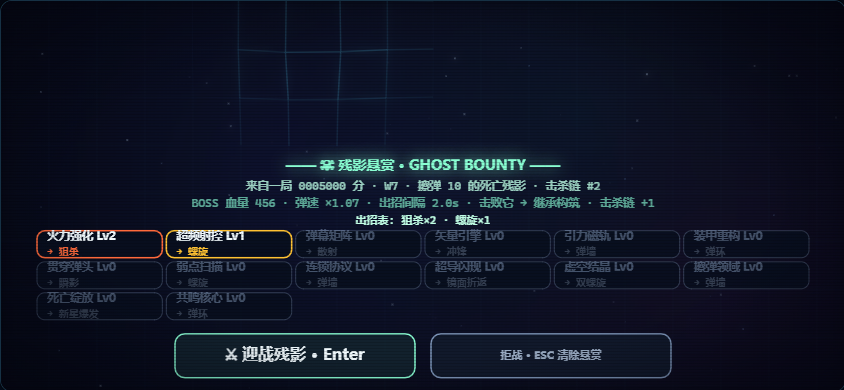 —— 残影悬赏 • GHOST BOUNTY ——
来自一局 0005000 分 · W7 · 擦弹 10 的死亡残影 · 击杀链 #2
BOSS 血量 456 · 弹速 ×1.07 · 出招间隔 2.0s · 击败它 → 继承构筑 · 击杀链 +1
出招表: 狙杀×2 · 螺旋×1
火力强化 Lv2 超频射控 Lv1 弹幕矩阵 Lv0 矢量引擎 Lv0 引力磁轨 Lv0 装甲重构 Lv0
→ 狙杀 → 螺旋 → 散射 → 冲锋 → 弹墙 → 弹环
贯穿弹头 Lv0 弱点扫描 Lv0 连锁协议 Lv0 超导闪现 Lv0 虚空结晶 Lv0 擦弹领域 Lv0
→ 阴影 → 螺旋 → 弹墙 → 镜面折返 → 双螺旋 → 弹墙
死亡绽放 Lv0 共鸣核心 Lv0
→ 新星爆发 → 弹环
⚔ 迎战残影 • Enter 拒战 • ESC 清除悬赏